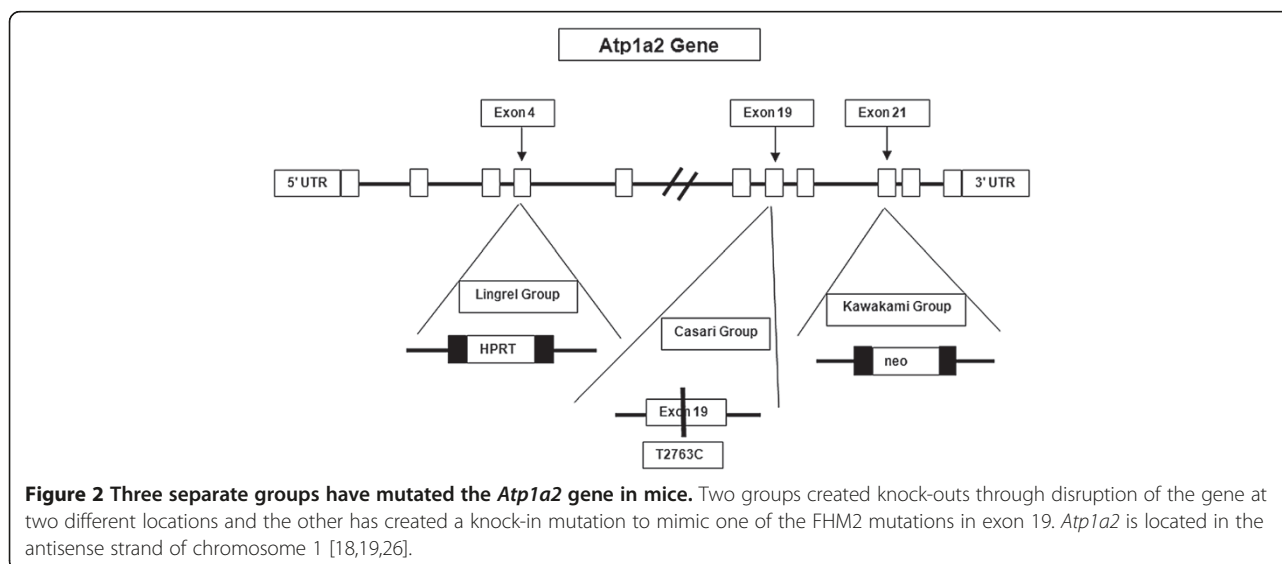 Atp1a2 Gene
Exon 4
Exon 19
Exon 21
5' UTR
3' UTR
Lingrel Group
HPRT
Casari Group
Exon 19
T2763C
Kawakami Group
neo
Figure 2 Three separate groups have mutated the Atp1a2 gene in mice. Two groups created knock-outs through disruption of the gene at
two different locations and the other has created a knock-in mutation to mimic one of the FHM2 mutations in exon 19. Atp1a2 is located in the
antisense strand of chromosome 1 [18,19,26].